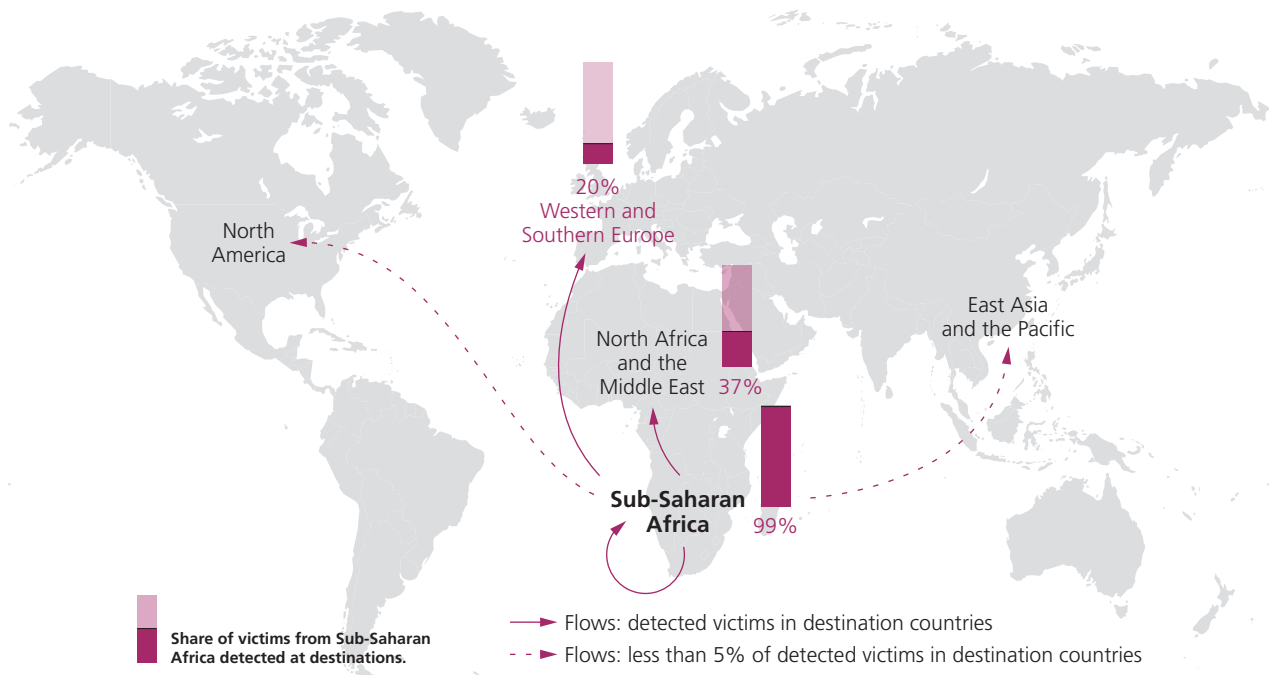 20%
Western and
Southern Europe
North
America
East Asia
and the Pacific
North Africa
and the
Middle East
37%
Sub-Saharan
Africa
99%
Share of victims from Sub-Saharan
Africa detected at destinations.
Flows: detected victims in destination countries
Flows: less than 5% of detected victims in destination countries